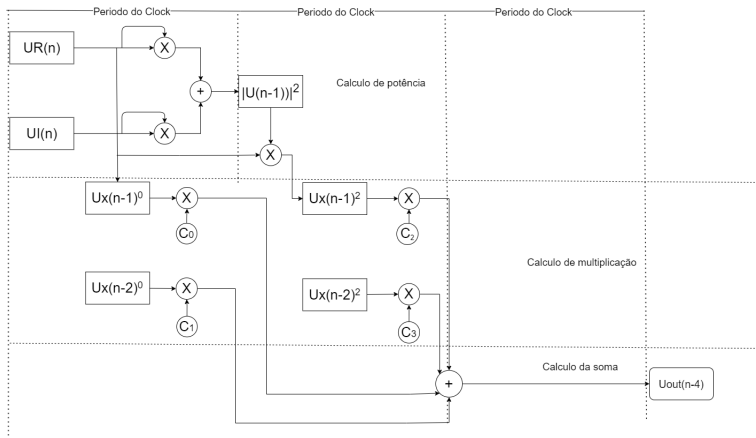 Periodo do Clock Periodo do Clock Periodo do Clock
UR(n) X
+ |U(n-1))|² Calculo de potência
UI(n) X
X
Ux(n-1)⁰ X Ux(n-1)² X
C₀ C₂
Calculo de multiplicação
Ux(n-2)⁰ X Ux(n-2)² X
C₁ C₃
Calculo da soma
+ Uout(n-4)